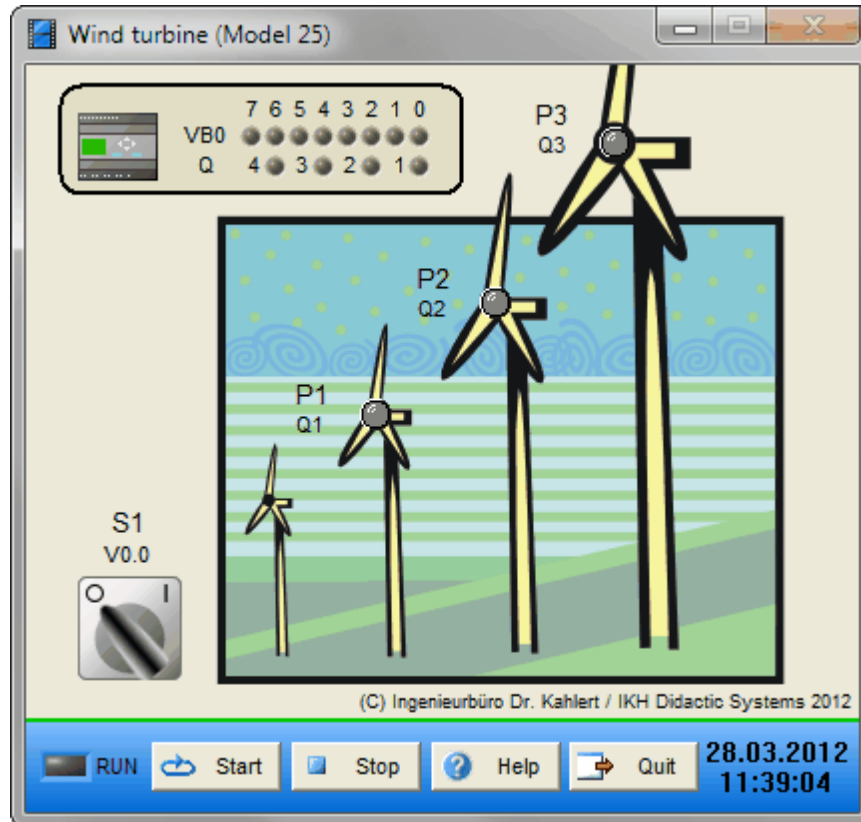 Wind turbine (Model 25)
7 6 5 4 3 2 1 0
VB0
Q 4 3 2 1
P3
Q3
P2
Q2
P1
Q1
S1
V0.0
O I
(C) Ingenieurbüro Dr. Kahlert / IKH Didactic Systems 2012
RUN Start Stop Help Quit
28.03.2012
11:39:04